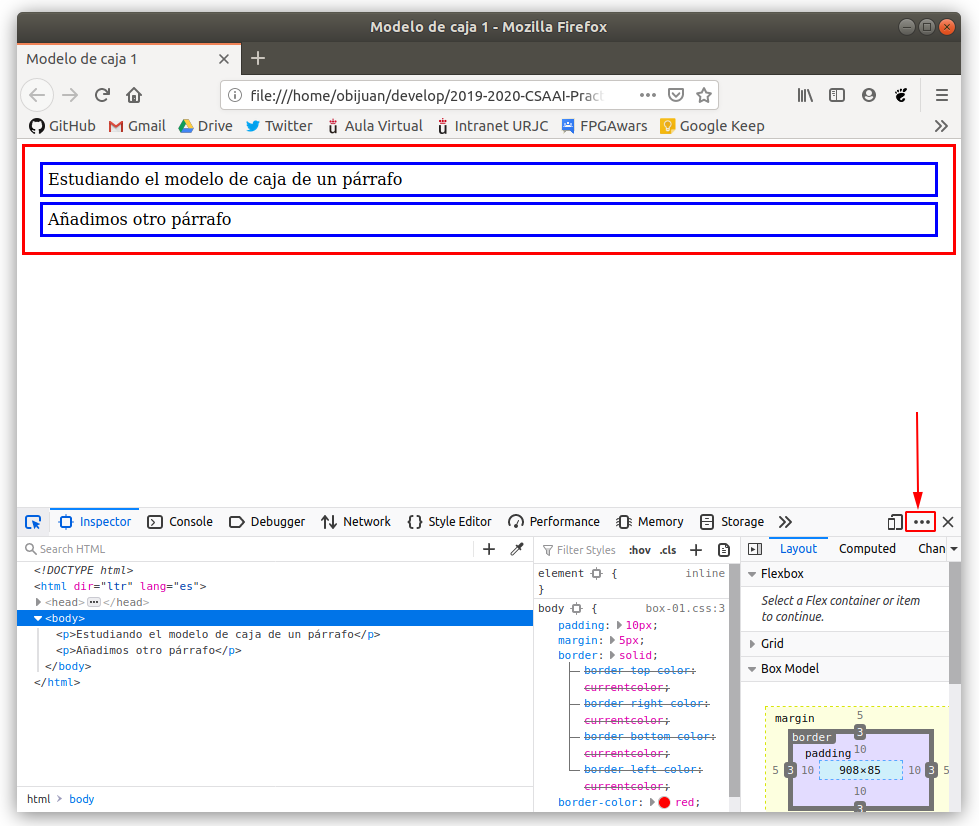 Modelo de caja 1 - Mozilla Firefox
Modelo de caja 1
file:///home/obijuan/develop/2019-2020-CSAAI-Pract
GitHub Gmail Drive Twitter Aula Virtual Intranet URJC FPGAwars Google Keep
Estudiando el modelo de caja de un párrafo
Añadimos otro párrafo
Inspector Console Debugger Network Style Editor Performance Memory Storage
Search HTML
<!DOCTYPE html>
<html dir="ltr" lang="es">
<head> </head>
<body>
<p>Estudiando el modelo de caja de un párrafo</p>
<p>Añadimos otro párrafo</p>
</body>
</html>
html > body
Filter Styles :hov .cls
element { inline
}
body { box-01.css:3
padding: 10px;
margin: 5px;
border: solid;
border-top-color:
currentcolor;
border-right-color:
currentcolor;
border-bottom-color:
currentcolor;
border-left-color:
currentcolor;
border-color: red;
Layout Computed Chan
Flexbox
Select a Flex container or item
to continue.
Grid
Box Model
margin 5
border 3
padding 10
5 3 10 908×85 10 3 5
10
3